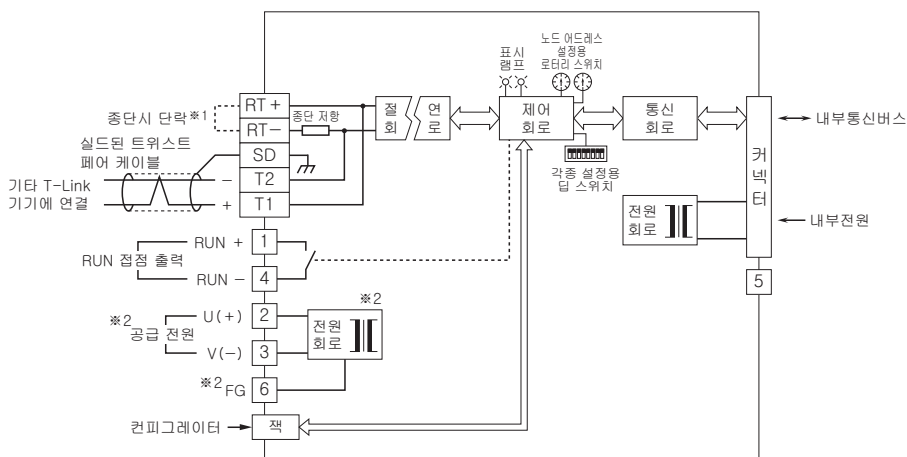 표시
램프
노드 어드레스
설정용
로터리 스위치
종단시 단락※1
RT+
종단 저항
RT−
절 연
회 로
제어
회로
통신
회로
내부통신버스
실드된 트위스트
페어 케이블
SD
각종 설정용
딥 스위치
커
넥
터
기타 T-Link
기기에 연결
−
T2
+
T1
전원
회로
내부전원
RUN +
1
RUN 접점 출력
RUN −
4
5
※2
U(+)
2
※2공급 전원
전원
회로
V(−)
3
※2FG
6
컨피그레이터
잭